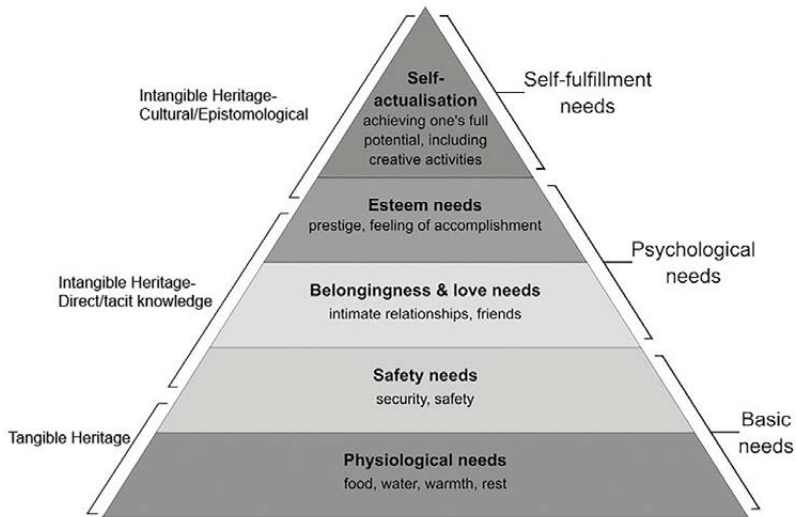 Self-
actualisation
achieving one's full
potential, including
creative activities
Intangible Heritage-
Cultural/Epistomological
Self-fulfillment
needs
Esteem needs
prestige, feeling of accomplishment
Psychological
needs
Intangible Heritage-
Direct/tacit knowledge
Belongingness & love needs
intimate relationships, friends
Safety needs
security, safety
Tangible Heritage
Basic
needs
Physiological needs
food, water, warmth, rest